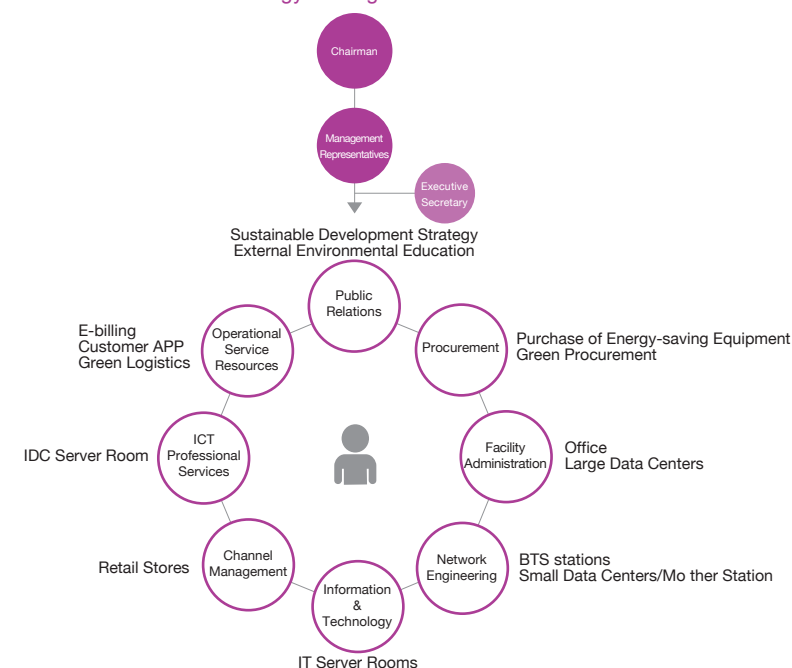 Chairman
Management
Representatives
Executive
Secretary
Sustainable Development Strategy
External Environmental Education
Public
Relations
E-billing
Customer APP
Green Logistics
Operational
Service
Resources
Procurement
Purchase of Energy-saving Equipment
Green Procurement
IDC Server Room
ICT
Professional
Services
Facility
Administration
Office
Large Data Centers
Retail Stores
Channel
Management
Network
Engineering
BTS stations
Small Data Centers/Mo ther Station
Information
&
Technology
IT Server Rooms